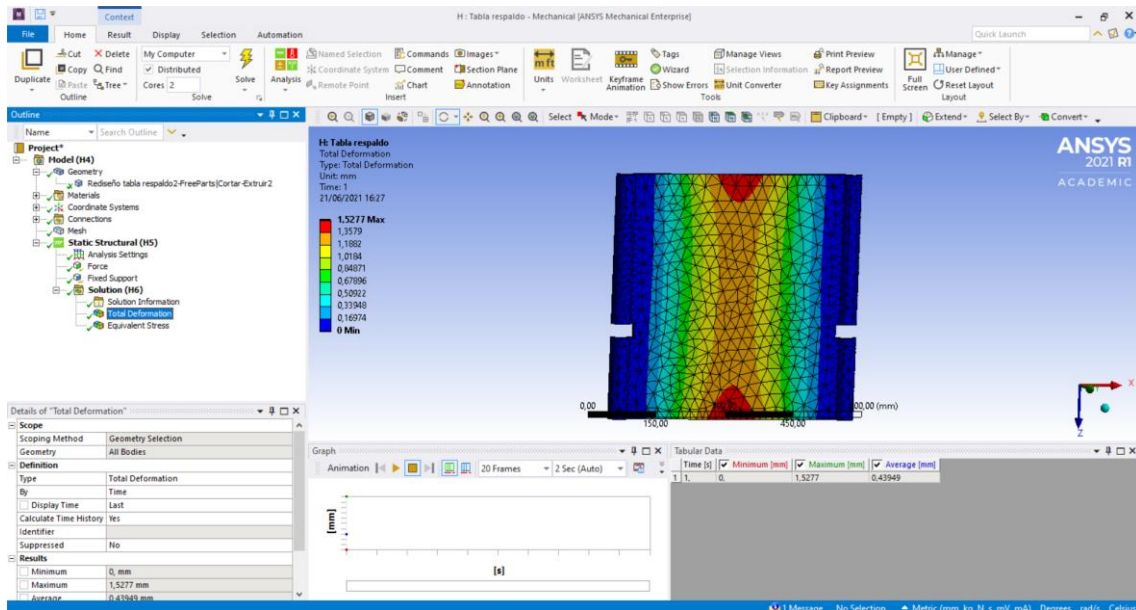 Context
H : Tabla respaldo - Mechanical [ANSYS Mechanical Enterprise]
File Home Result Display Selection Automation
Quick Launch
Duplicate
Cut
Copy
Paste
Delete
Find
Tree
Outline
My Computer
Distributed
Cores 2
Solve
Solve
Analysis
Named Selection
Coordinate System
Remote Point
Commands
Comment
Chart
Images
Section Plane
Annotation
Insert
Units
Worksheet
Keyframe
Animation
Tags
Wizard
Show Errors
Manage Views
Selection Information
Unit Converter
Print Preview
Report Preview
Key Assignments
Tools
Full
Screen
Manage
User Defined
Reset Layout
Layout
Outline
Name Search Outline
Select Mode Clipboard [ Empty ] Extend Select By Convert
Project*
Model (H4)
Geometry
Rediseño tabla respaldo2-FreeParts|Cortar-Extruir2
Materials
Coordinate Systems
Connections
Mesh
Static Structural (H5)
Analysis Settings
Force
Fixed Support
Solution (H6)
Solution Information
Total Deformation
Equivalent Stress
H: Tabla respaldo
Total Deformation
Type: Total Deformation
Unit: mm
Time: 1
21/06/2021 16:27
1,5277 Max
1,3579
1,1882
1,0184
0,84871
0,67896
0,50922
0,33948
0,16974
0 Min
ANSYS
2021 R1
ACADEMIC
0,00
00,00 (mm)
150,00
450,00
X
Z
Details of "Total Deformation"
Scope
Scoping Method Geometry Selection
Geometry All Bodies
Definition
Type Total Deformation
By Time
Display Time Last
Calculate Time History Yes
Identifier
Suppressed No
Results
Minimum 0, mm
Maximum 1,5277 mm
Average 0,43949 mm
Graph
Animation 20 Frames 2 Sec (Auto)
[mm]
[s]
Tabular Data
Time [s] Minimum [mm] Maximum [mm] Average [mm]
1 1, 0, 1,5277 0,43949
1 Message No Selection Metric (mm, kg, N, s, mV, mA) Degrees rad/s Celsius